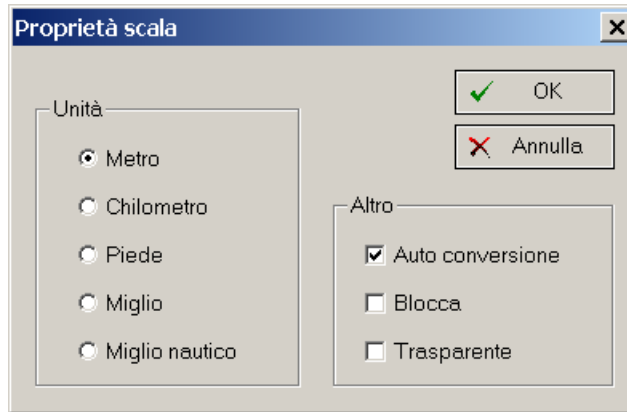 Proprietà scala
OK
Annulla
Unità
Metro
Chilometro
Piede
Miglio
Miglio nautico
Altro
Auto conversione
Blocca
Trasparente